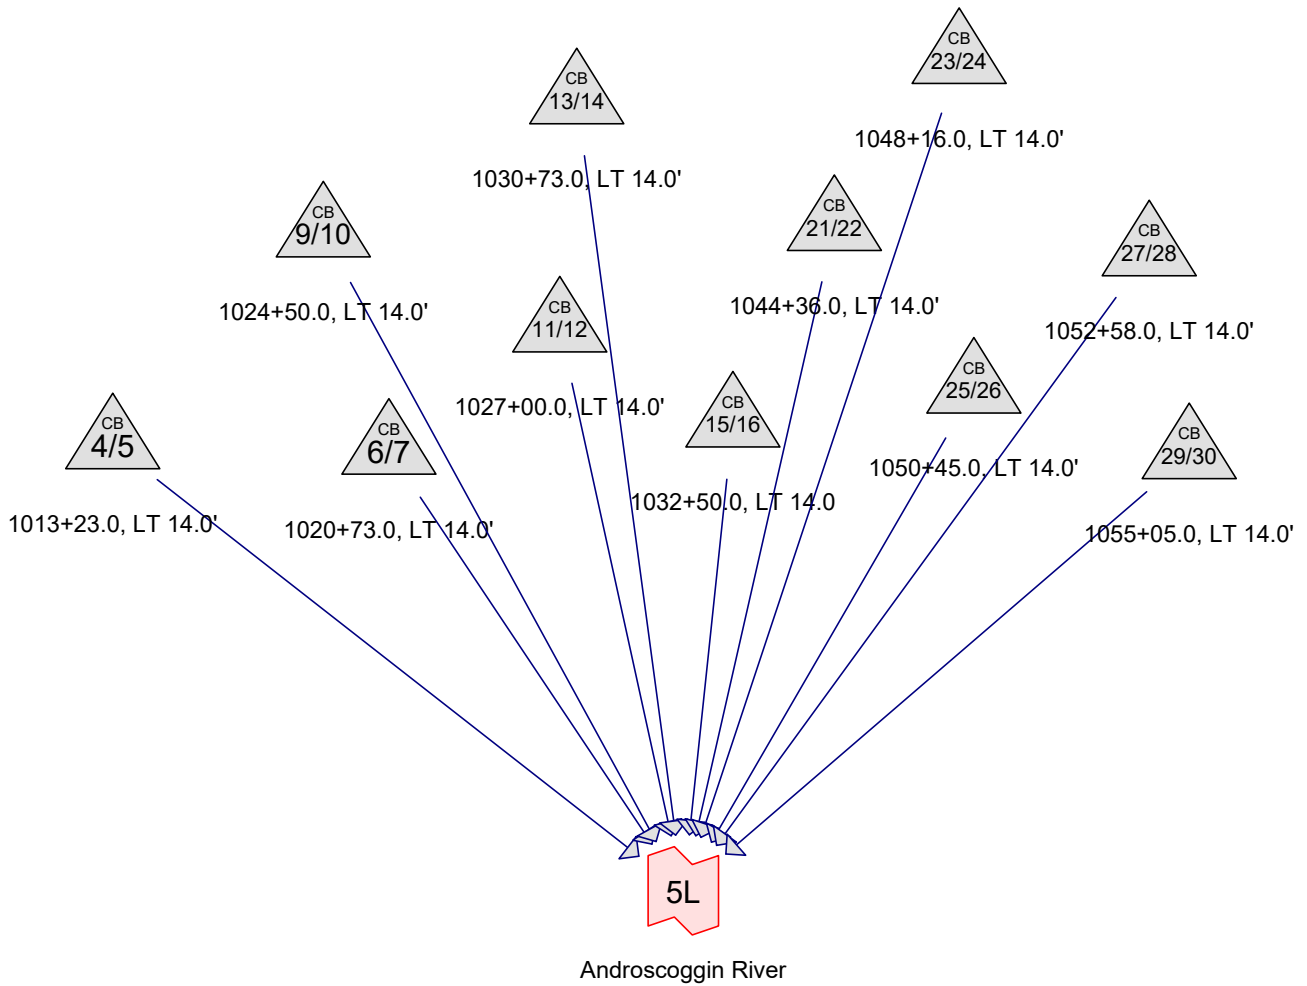 CB
23/24
1048+16.0, LT 14.0'
CB
13/14
1030+73.0, LT 14.0'
CB
9/10
1024+50.0, LT 14.0'
CB
21/22
1044+36.0, LT 14.0'
CB
27/28
1052+58.0, LT 14.0'
CB
11/12
1027+00.0, LT 14.0'
CB
25/26
1050+45.0, LT 14.0'
CB
15/16
1032+50.0, LT 14.0
CB
4/5
1013+23.0, LT 14.0'
CB
6/7
1020+73.0, LT 14.0'
CB
29/30
1055+05.0, LT 14.0'
5L
Androscoggin River